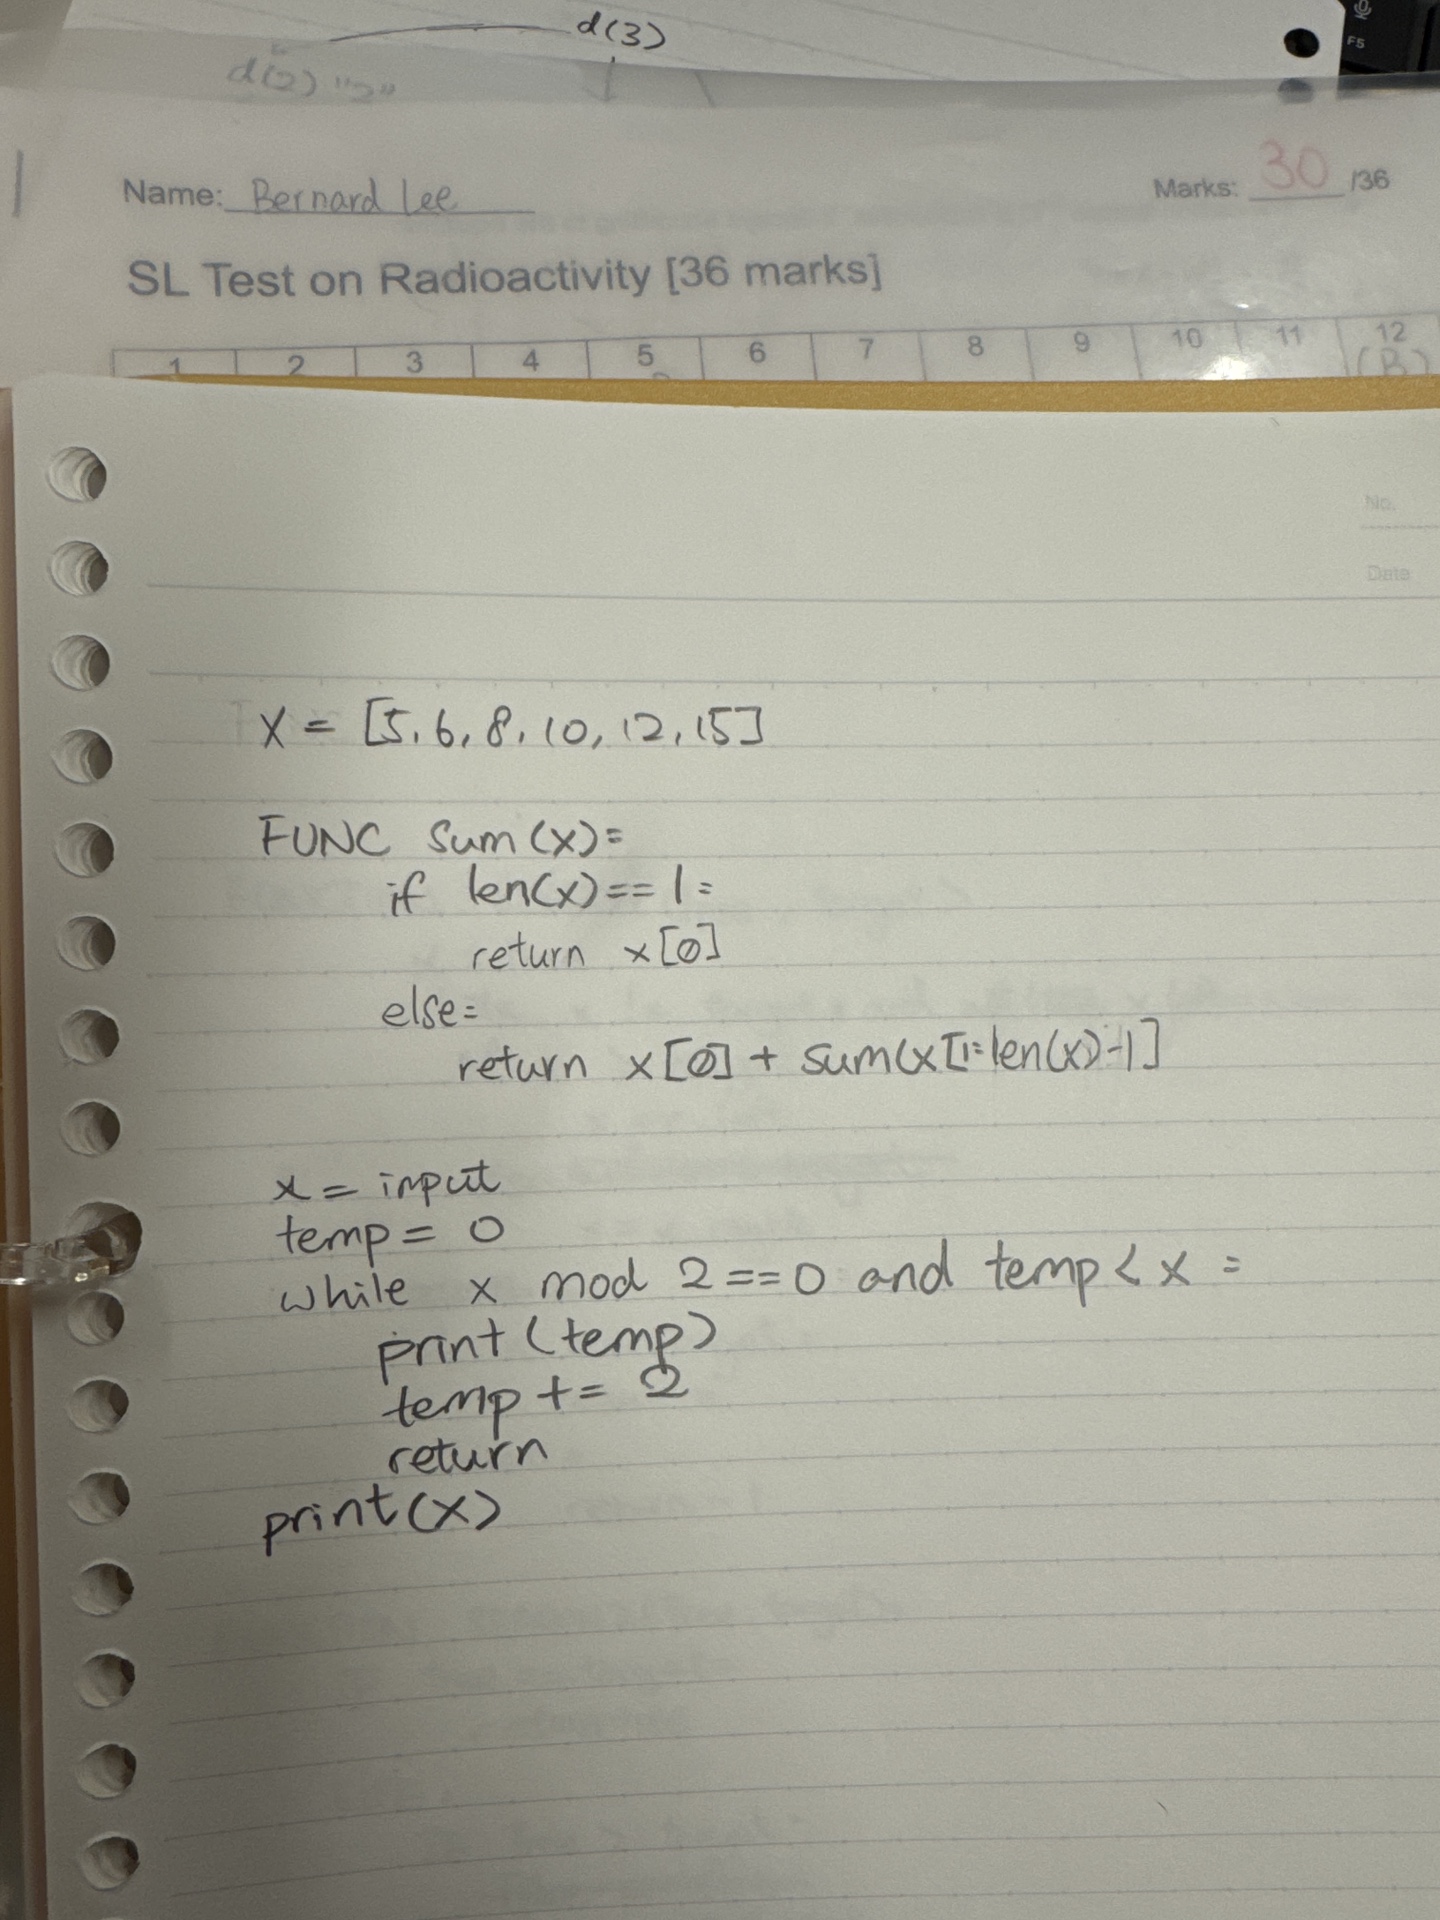 d(3)
d(2) "2"
FS
Name: Bernard Lee
Marks: 30 /36
SL Test on Radioactivity [36 marks]
1 2 3 4 5 6 7 8 9 10 11 12
(B)
No.
Date
X = [5, 6, 8, 10, 12, 15]
FUNC sum(x):
if len(x)==1:
return x[0]
else:
return x[0] + sum(x[1:len(x)-1]
x = input
temp = 0
while x mod 2==0 and temp < x :
print(temp)
temp += 2
return
print(x)